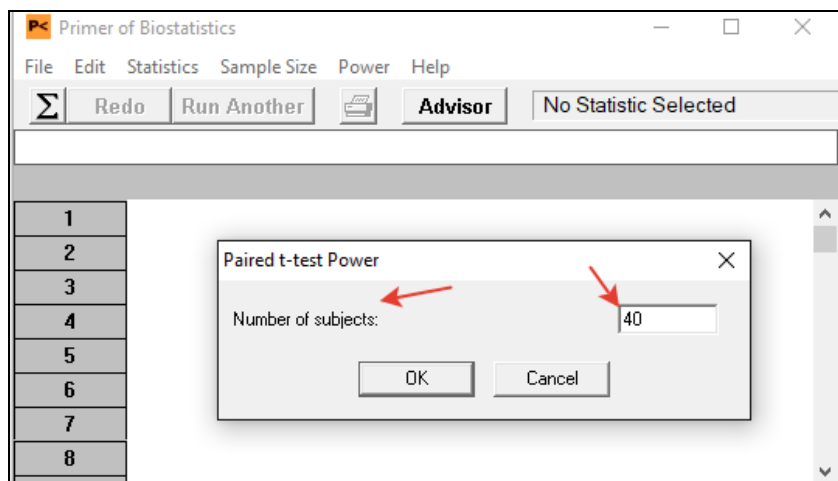 P< Primer of Biostatistics
File Edit Statistics Sample Size Power Help
Σ Redo Run Another Advisor No Statistic Selected
1
2
Paired t-test Power
3
Number of subjects: 40
4
5
OK Cancel
6
7
8